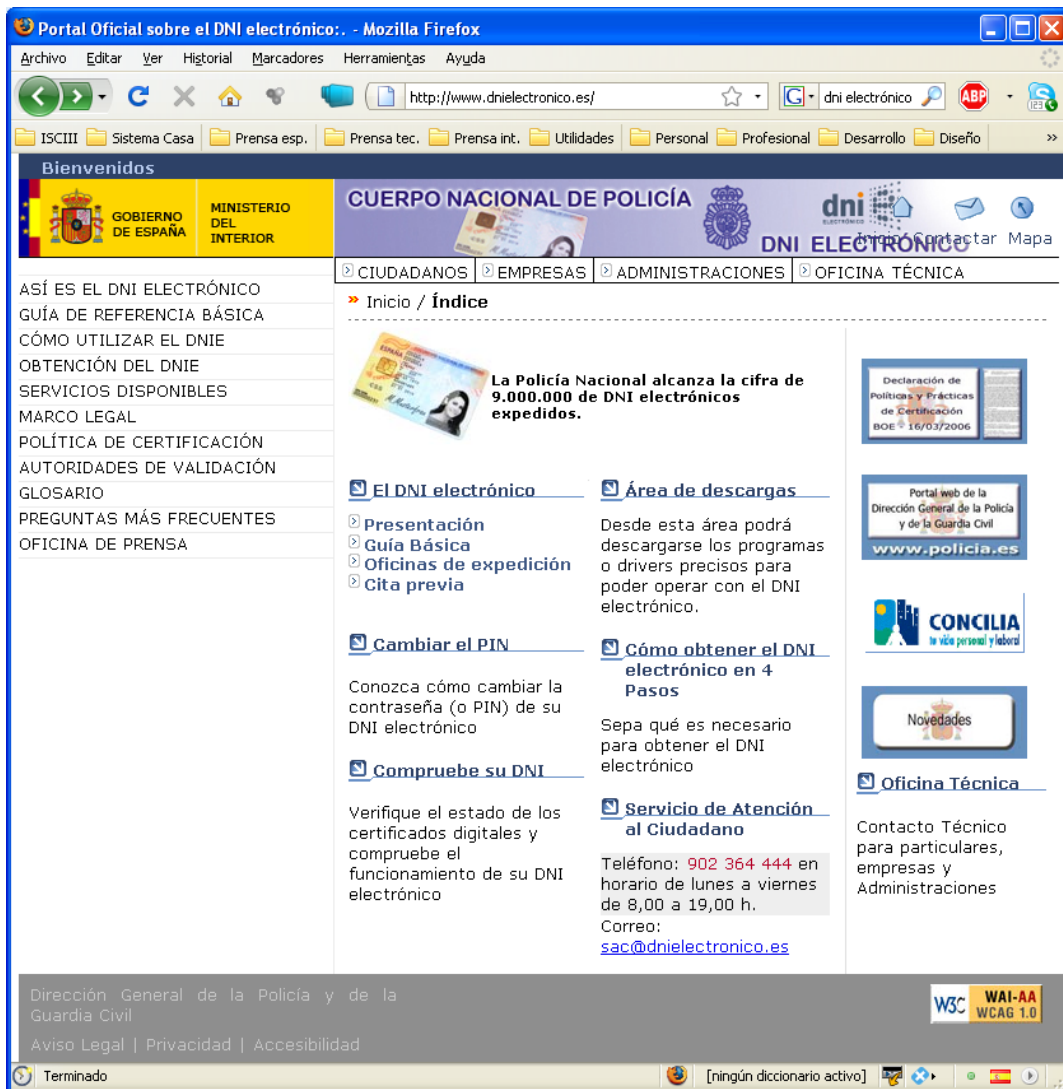 Portal Oficial sobre el DNI electrónico:. - Mozilla Firefox
Archivo Editar Ver Historial Marcadores Herramientas Ayuda
http://www.dnielectronico.es/
dni electrónico
ABP
123
ISCIII Sistema Casa Prensa esp. Prensa tec. Prensa int. Utilidades Personal Profesional Desarrollo Diseño »
Bienvenidos
GOBIERNO
DE ESPAÑA
MINISTERIO
DEL
INTERIOR
CUERPO NACIONAL DE POLICÍA
dni
ELECTRÓNICO
DNI ELECTRÓNICO
Inicio Contactar Mapa
CIUDADANOS EMPRESAS ADMINISTRACIONES OFICINA TÉCNICA
ASÍ ES EL DNI ELECTRÓNICO
GUÍA DE REFERENCIA BÁSICA
CÓMO UTILIZAR EL DNIE
OBTENCIÓN DEL DNIE
SERVICIOS DISPONIBLES
MARCO LEGAL
POLÍTICA DE CERTIFICACIÓN
AUTORIDADES DE VALIDACIÓN
GLOSARIO
PREGUNTAS MÁS FRECUENTES
OFICINA DE PRENSA
» Inicio / Índice
ESPAÑA
La Policía Nacional alcanza la cifra de
9.000.000 de DNI electrónicos
expedidos.
El DNI electrónico
Presentación
Guía Básica
Oficinas de expedición
Cita previa
Cambiar el PIN
Conozca cómo cambiar la
contraseña (o PIN) de su
DNI electrónico
Compruebe su DNI
Verifique el estado de los
certificados digitales y
compruebe el
funcionamiento de su DNI
electrónico
Área de descargas
Desde esta área podrá
descargarse los programas
o drivers precisos para
poder operar con el DNI
electrónico.
Cómo obtener el DNI
electrónico en 4
Pasos
Sepa qué es necesario
para obtener el DNI
electrónico
Servicio de Atención
al Ciudadano
Teléfono: 902 364 444 en
horario de lunes a viernes
de 8,00 a 19,00 h.
Correo:
sac@dnielectronico.es
Declaración de
Políticas y Prácticas
de Certificación
BOE - 16/03/2006
Portal web de la
Dirección General de la Policía
y de la Guardia Civil
www.policia.es
CONCILIA
tu vida personal y laboral
Novedades
Oficina Técnica
Contacto Técnico
para particulares,
empresas y
Administraciones
Dirección General de la Policía y de la
Guardia Civil
Aviso Legal | Privacidad | Accesibilidad
W3C WAI-AA
WCAG 1.0
Terminado
[ningún diccionario activo]